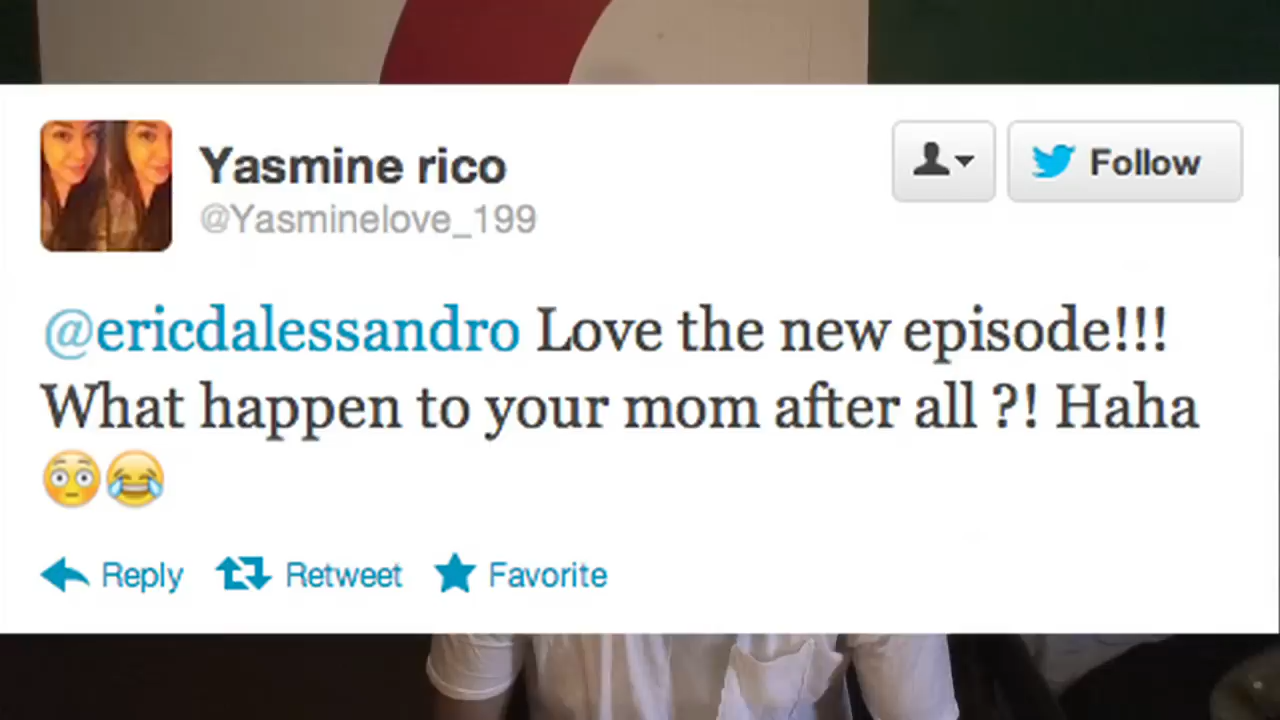 Yasmine rico
@Yasminelove_199
Follow
@ericdalessandro Love the new episode!!!
What happen to your mom after all ?! Haha
😳😂
Reply Retweet Favorite